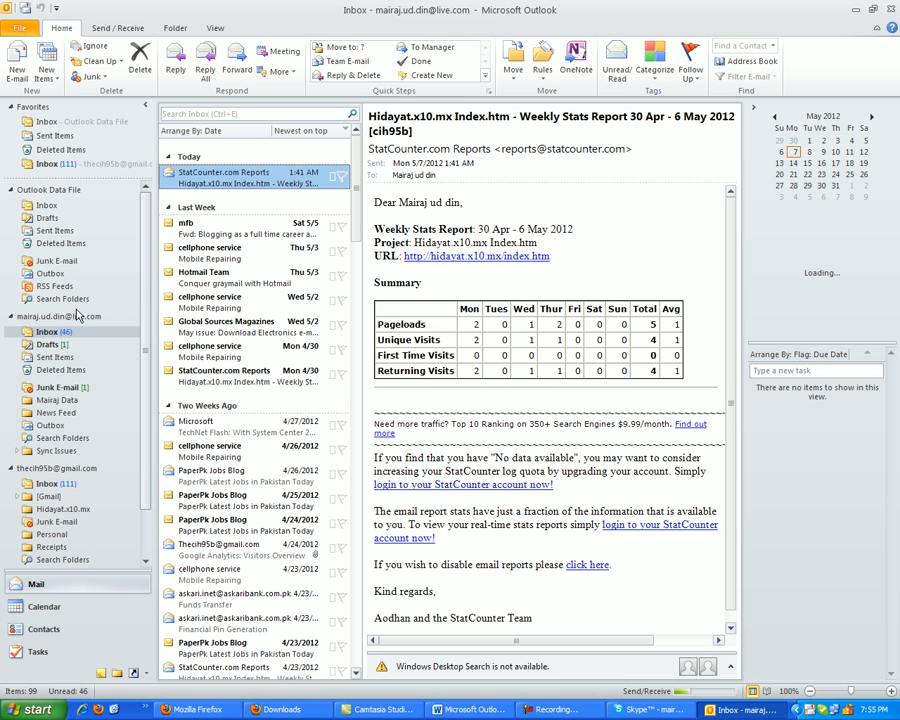 Inbox - mairaj.ud.din@live.com - Microsoft Outlook
File Home Send / Receive Folder View
New E-mail
New Items
Ignore
Clean Up
Junk
Delete
Reply
Reply All
Forward
Meeting
More
Move to: ?
Team E-mail
Reply & Delete
To Manager
Done
Create New
Move
Rules
OneNote
Unread/ Read
Categorize
Follow Up
Find a Contact
Address Book
Filter E-mail
New Delete Respond Quick Steps Move Tags Find
Favorites
Inbox - Outlook Data File
Sent Items
Deleted Items
Inbox (111) - thecih95b@gmail.c
Outlook Data File
Inbox
Drafts
Sent Items
Deleted Items
Junk E-mail
Outbox
RSS Feeds
Search Folders
mairaj.ud.din@live.com
Inbox (46)
Drafts [1]
Sent Items
Deleted Items
Junk E-mail [1]
Mairaj Data
News Feed
Outbox
Search Folders
Sync Issues
thecih95b@gmail.com
Inbox (111)
[Gmail]
Hidayat.x10.mx
Junk E-mail
Personal
Receipts
Search Folders
Mail
Calendar
Contacts
Tasks
Search Inbox (Ctrl+E)
Arrange By: Date Newest on top
Today
StatCounter.com Reports 1:41 AM
Hidayat.x10.mx Index.htm - Weekly St...
Last Week
mfb Sat 5/5
Fwd: Blogging as a full time career a...
cellphone service Thu 5/3
Mobile Repairing
Hotmail Team Thu 5/3
Conquer graymail with Hotmail
cellphone service Wed 5/2
Mobile Repairing
Global Sources Magazines Wed 5/2
May issue: Download Electronics e-m...
cellphone service Mon 4/30
Mobile Repairing
StatCounter.com Reports Mon 4/30
Hidayat.x10.mx Index.htm - Weekly St...
Two Weeks Ago
Microsoft 4/27/2012
TechNet Flash: With System Center 2...
cellphone service 4/26/2012
Mobile Repairing
PaperPk Jobs Blog 4/26/2012
PaperPk Latest Jobs in Pakistan Today
PaperPk Jobs Blog 4/25/2012
PaperPk Latest Jobs in Pakistan Today
PaperPk Jobs Blog 4/24/2012
PaperPk Latest Jobs in Pakistan Today
Thecih95b@gmail.com 4/24/2012
Google Analytics: Visitors Overview
cellphone service 4/23/2012
Mobile Repairing
askari.inet@askaribank.com.pk 4/23/...
Funds Transfer
askari.inet@askaribank.com.pk 4/23/...
Financial Pin Generation
PaperPk Jobs Blog 4/23/2012
PaperPk Latest Jobs in Pakistan Today
StatCounter.com Reports 4/23/2012
Hidayat.x10.mx Index.htm - Weekly St...
Hidayat.x10.mx Index.htm - Weekly Stats Report 30 Apr - 6 May 2012
[cih95b]
StatCounter.com Reports <reports@statcounter.com>
Sent: Mon 5/7/2012 1:41 AM
To: Mairaj ud din
Dear Mairaj ud din,
Weekly Stats Report: 30 Apr - 6 May 2012
Project: Hidayat.x10.mx Index.htm
URL: http://hidayat.x10.mx/index.htm
Summary
Mon Tues Wed Thur Fri Sat Sun Total Avg
Pageloads 2 0 1 2 0 0 0 5 1
Unique Visits 2 0 1 1 0 0 0 4 1
First Time Visits 0 0 0 0 0 0 0 0 0
Returning Visits 2 0 1 1 0 0 0 4 1
Need more traffic? Top 10 Ranking on 350+ Search Engines $9.99/month. Find out
more
If you find that you have "No data available", you may want to consider
increasing your StatCounter log quota by upgrading your account. Simply
login to your StatCounter account now!
The email report stats have just a fraction of the information that is available
to you. To view your real-time stats reports simply login to your StatCounter
account now!
If you wish to disable email reports please click here.
Kind regards,
Aodhan and the StatCounter Team
Windows Desktop Search is not available.
May 2012
Su Mo Tu We Th Fr Sa
29 30 1 2 3 4 5
6 7 8 9 10 11 12
13 14 15 16 17 18 19
20 21 22 23 24 25 26
27 28 29 30 31 1 2
3 4 5 6 7 8 9
Loading...
Arrange By: Flag: Due Date
Type a new task
There are no items to show in this
view.
Items: 99 Unread: 46
Send/Receive
100%
start
Mozilla Firefox
Downloads
Camtasia Studi...
Microsoft Outlo...
Recording...
Skype™ - mair...
Inbox - mairaj....
7:55 PM